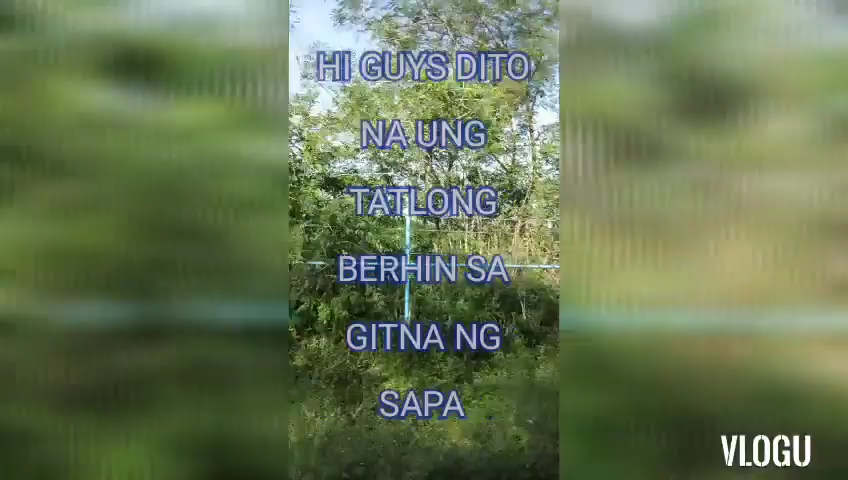 HI GUYS DITO
NA UNG
TATLONG
BERHIN SA
GITNA NG
SAPA
VLOGU